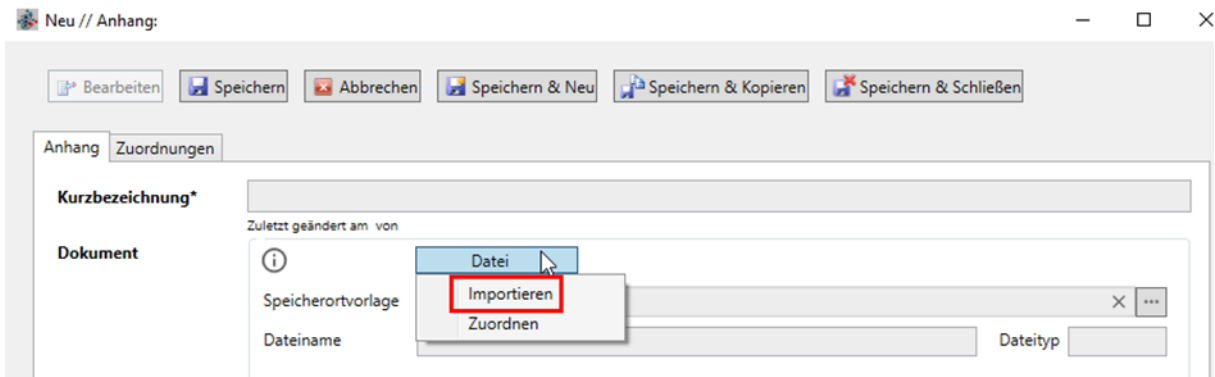 Neu // Anhang:
Bearbeiten Speichern Abbrechen Speichern & Neu Speichern & Kopieren Speichern & Schließen
Anhang Zuordnungen
Kurzbezeichnung*
Zuletzt geändert am von
Dokument Datei
Importieren
Speicherortvorlage
Zuordnen
Dateiname Dateityp